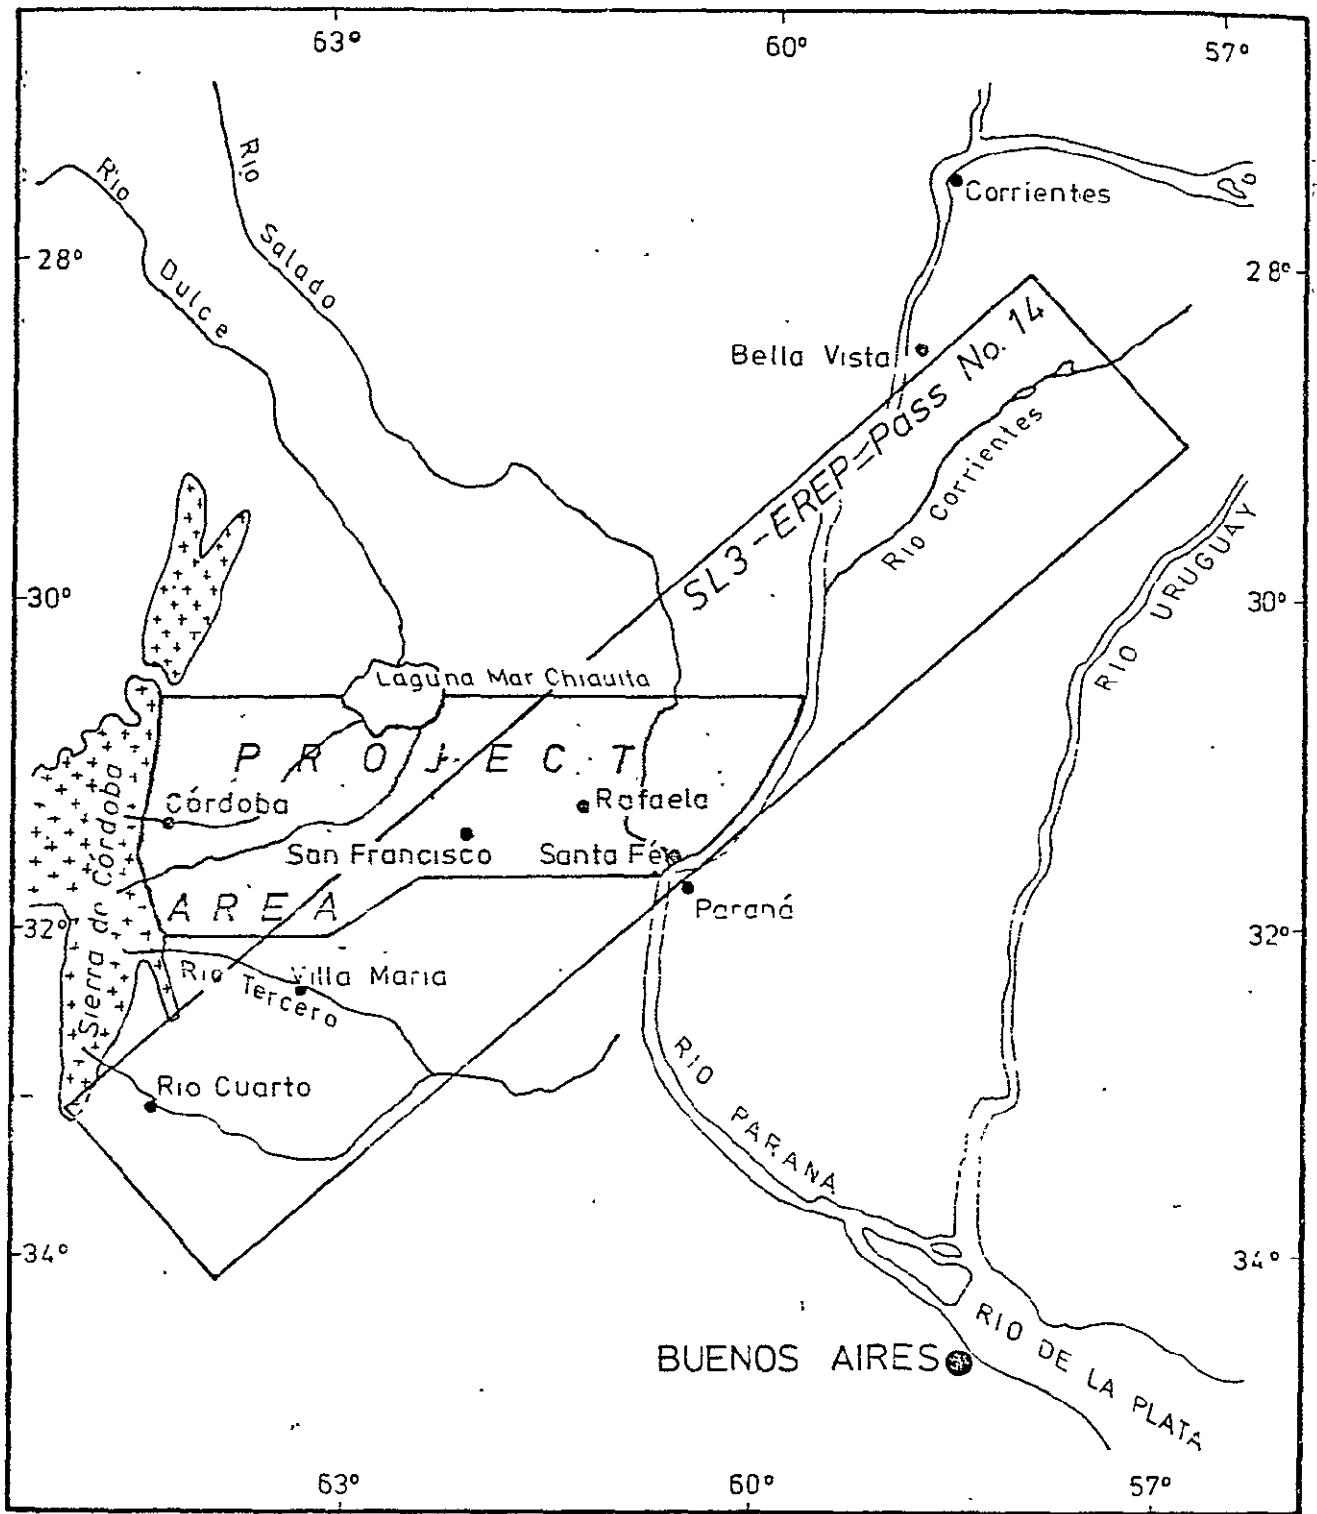 63° 60° 57°
Rio
Rio
Corrientes
Salado
28° 28°
Dulce
Bella Vista
SL3-EREP-Pass No. 14
RIO Corrientes
RIO URUGUAY
30° 30°
Laguna Mar Chiauita
PROJECT
Córdoba
Rafaela
San Francisco
Santa Fé
Sierra de Córdoba
AREA
Paraná
32° 32°
Rio Tercero
Villa Maria
Rio Cuarto
RIO PARANÁ
34° 34°
RIO DE LA PLATA
BUENOS AIRES
63° 60° 57°